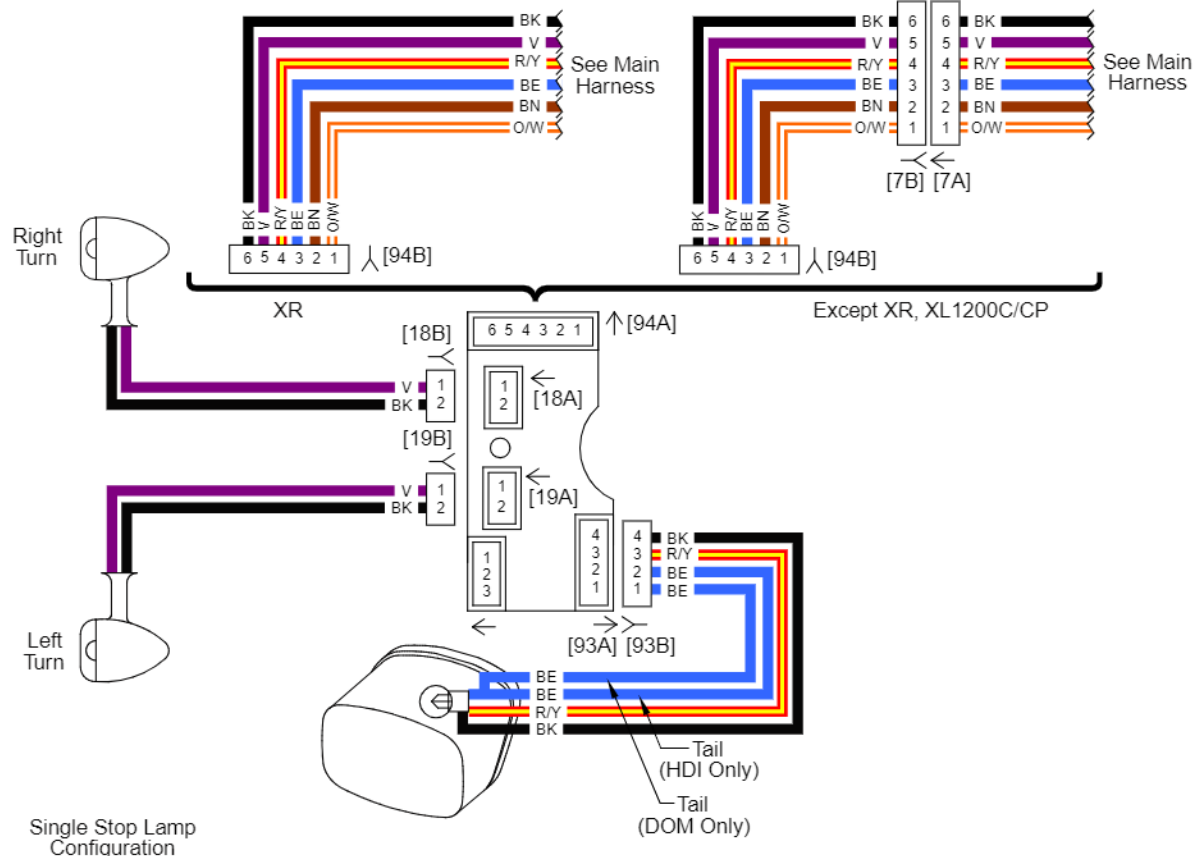 BK
V
R/Y
BE
BN
O/W
See Main
Harness
BK V R/Y BE BN O/W
6 5 4 3 2 1
[94B]
XR
BK 6 6 BK
V 5 5 V
R/Y 4 4 R/Y
BE 3 3 BE
BN 2 2 BN
O/W 1 1 O/W
See Main
Harness
[7B] [7A]
BK V R/Y BE BN O/W
6 5 4 3 2 1
[94B]
Except XR, XL1200C/CP
Right
Turn
6 5 4 3 2 1
[94A]
[18B]
V 1
BK 2
1
2
[18A]
[19B]
V 1
BK 2
1
2
[19A]
Left
Turn
1
2
3
4
3
2
1
4 BK
3 R/Y
2 BE
1 BE
[93A] [93B]
BE
BE
R/Y
BK
Tail
(HDI Only)
Tail
(DOM Only)
Single Stop Lamp
Configuration